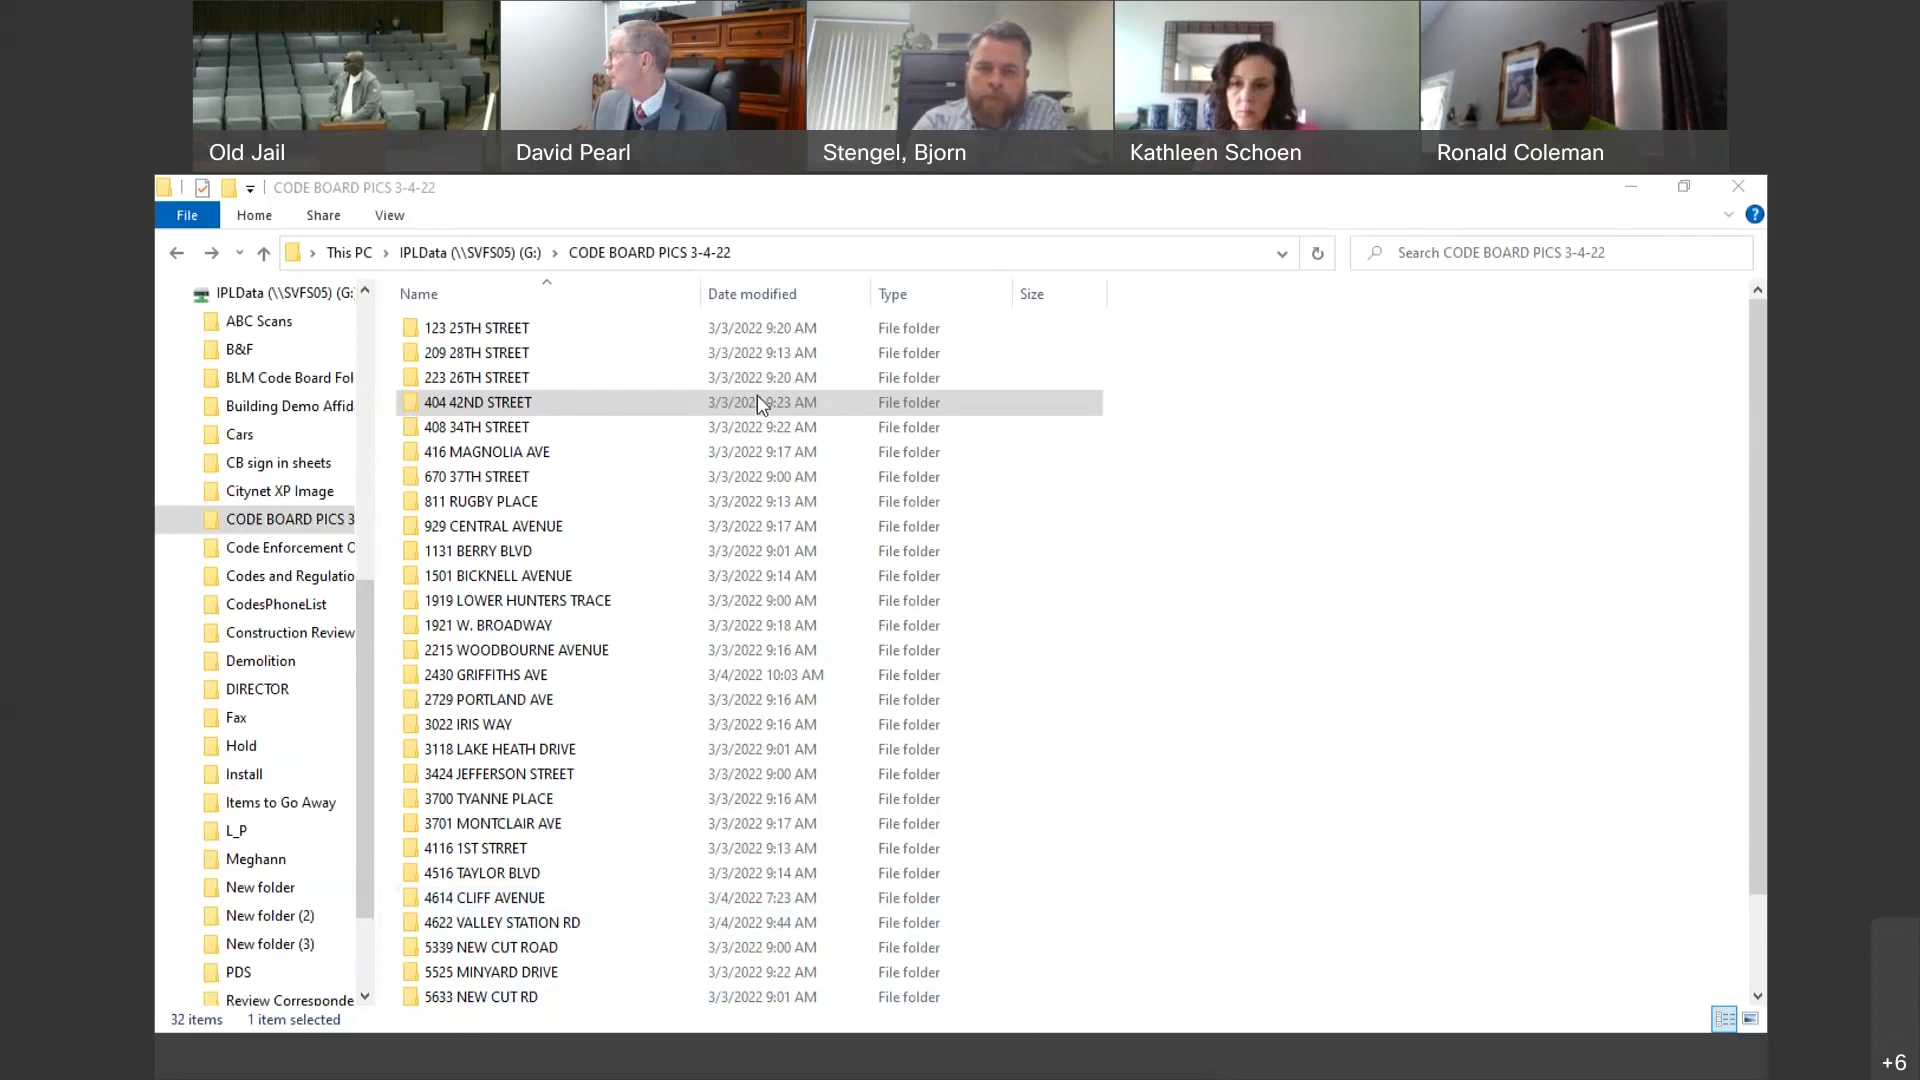 Old Jail
David Pearl
Stengel, Bjorn
Kathleen Schoen
Ronald Coleman
CODE BOARD PICS 3-4-22
File Home Share View
This PC > IPLData (\\SVFS05) (G:) > CODE BOARD PICS 3-4-22
Search CODE BOARD PICS 3-4-22
IPLData (\\SVFS05) (G:
ABC Scans
B&F
BLM Code Board Fol
Building Demo Affid
Cars
CB sign in sheets
Citynet XP Image
CODE BOARD PICS 3
Code Enforcement C
Codes and Regulatio
CodesPhoneList
Construction Review
Demolition
DIRECTOR
Fax
Hold
Install
Items to Go Away
L_P
Meghann
New folder
New folder (2)
New folder (3)
PDS
Review Corresponde
Name Date modified Type Size
123 25TH STREET 3/3/2022 9:20 AM File folder
209 28TH STREET 3/3/2022 9:13 AM File folder
223 26TH STREET 3/3/2022 9:20 AM File folder
404 42ND STREET 3/3/202 9:23 AM File folder
408 34TH STREET 3/3/2022 9:22 AM File folder
416 MAGNOLIA AVE 3/3/2022 9:17 AM File folder
670 37TH STREET 3/3/2022 9:00 AM File folder
811 RUGBY PLACE 3/3/2022 9:13 AM File folder
929 CENTRAL AVENUE 3/3/2022 9:17 AM File folder
1131 BERRY BLVD 3/3/2022 9:01 AM File folder
1501 BICKNELL AVENUE 3/3/2022 9:14 AM File folder
1919 LOWER HUNTERS TRACE 3/3/2022 9:00 AM File folder
1921 W. BROADWAY 3/3/2022 9:18 AM File folder
2215 WOODBOURNE AVENUE 3/3/2022 9:16 AM File folder
2430 GRIFFITHS AVE 3/4/2022 10:03 AM File folder
2729 PORTLAND AVE 3/3/2022 9:16 AM File folder
3022 IRIS WAY 3/3/2022 9:16 AM File folder
3118 LAKE HEATH DRIVE 3/3/2022 9:01 AM File folder
3424 JEFFERSON STREET 3/3/2022 9:00 AM File folder
3700 TYANNE PLACE 3/3/2022 9:16 AM File folder
3701 MONTCLAIR AVE 3/3/2022 9:17 AM File folder
4116 1ST STRRET 3/3/2022 9:13 AM File folder
4516 TAYLOR BLVD 3/3/2022 9:14 AM File folder
4614 CLIFF AVENUE 3/4/2022 7:23 AM File folder
4622 VALLEY STATION RD 3/4/2022 9:44 AM File folder
5339 NEW CUT ROAD 3/3/2022 9:00 AM File folder
5525 MINYARD DRIVE 3/3/2022 9:22 AM File folder
5633 NEW CUT RD 3/3/2022 9:01 AM File folder
32 items 1 item selected
+6